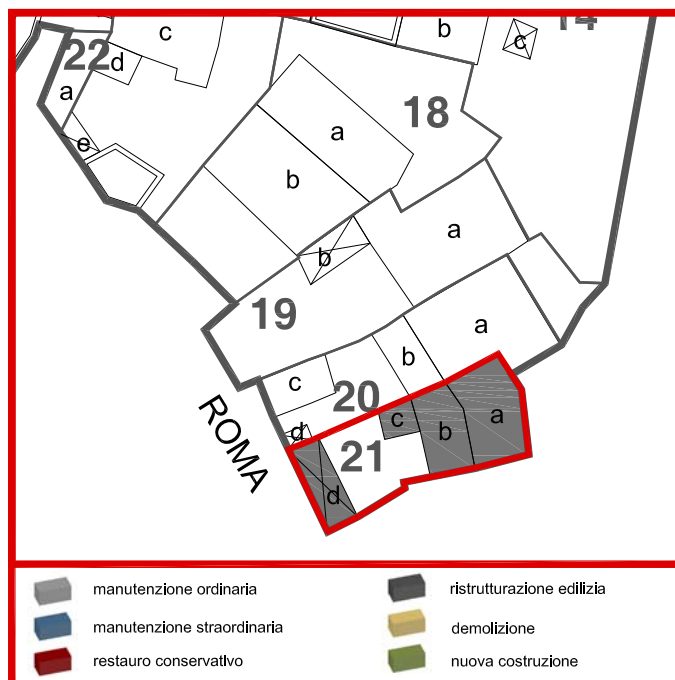 c
b
c
14
22
d
a
18
a
e
b
a
b
19
a
b
c
20
a
c
ROMA
d
b
21
d
manutenzione ordinaria
ristrutturazione edilizia
manutenzione straordinaria
demolizione
restauro conservativo
nuova costruzione